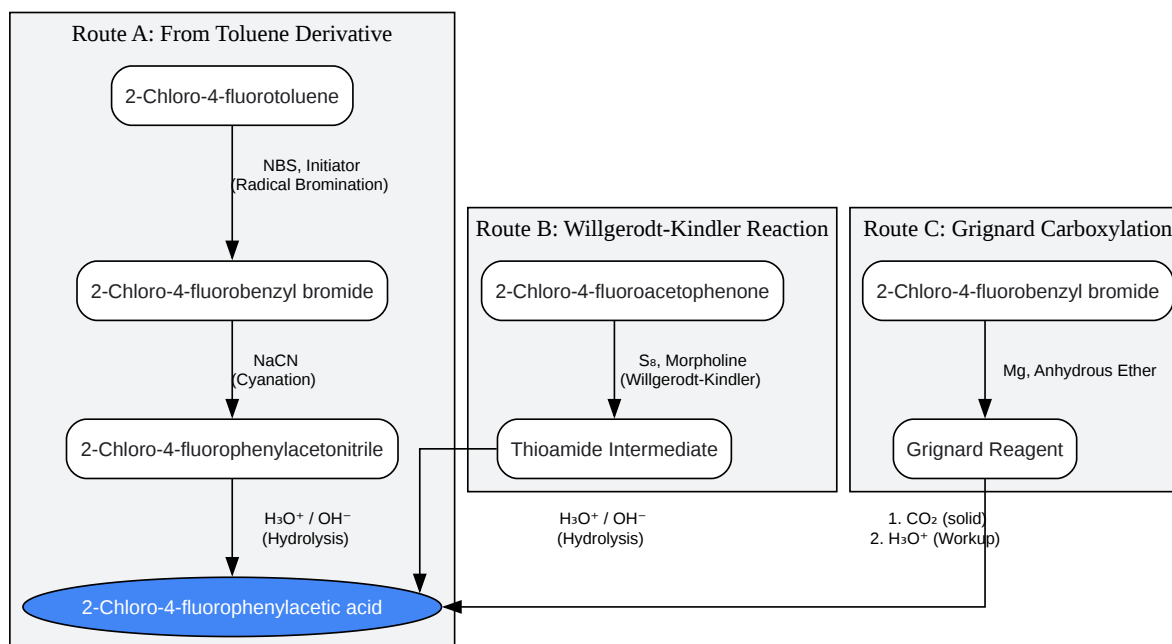 Route A: From Toluene Derivative
2-Chloro-4-fluorotoluene
NBS, Initiator
(Radical Bromination)
2-Chloro-4-fluorobenzyl bromide
NaCN
(Cyanation)
2-Chloro-4-fluorophenylacetonitrile
H₃O⁺ / OH⁻
(Hydrolysis)
2-Chloro-4-fluorophenylacetic acid
Route B: Willgerodt-Kindler Reaction
2-Chloro-4-fluoroacetophenone
S₈, Morpholine
(Willgerodt-Kindler)
Thioamide Intermediate
H₃O⁺ / OH⁻
(Hydrolysis)
Route C: Grignard Carboxylation
2-Chloro-4-fluorobenzyl bromide
Mg, Anhydrous Ether
Grignard Reagent
1. CO₂ (solid)
2. H₃O⁺ (Workup)